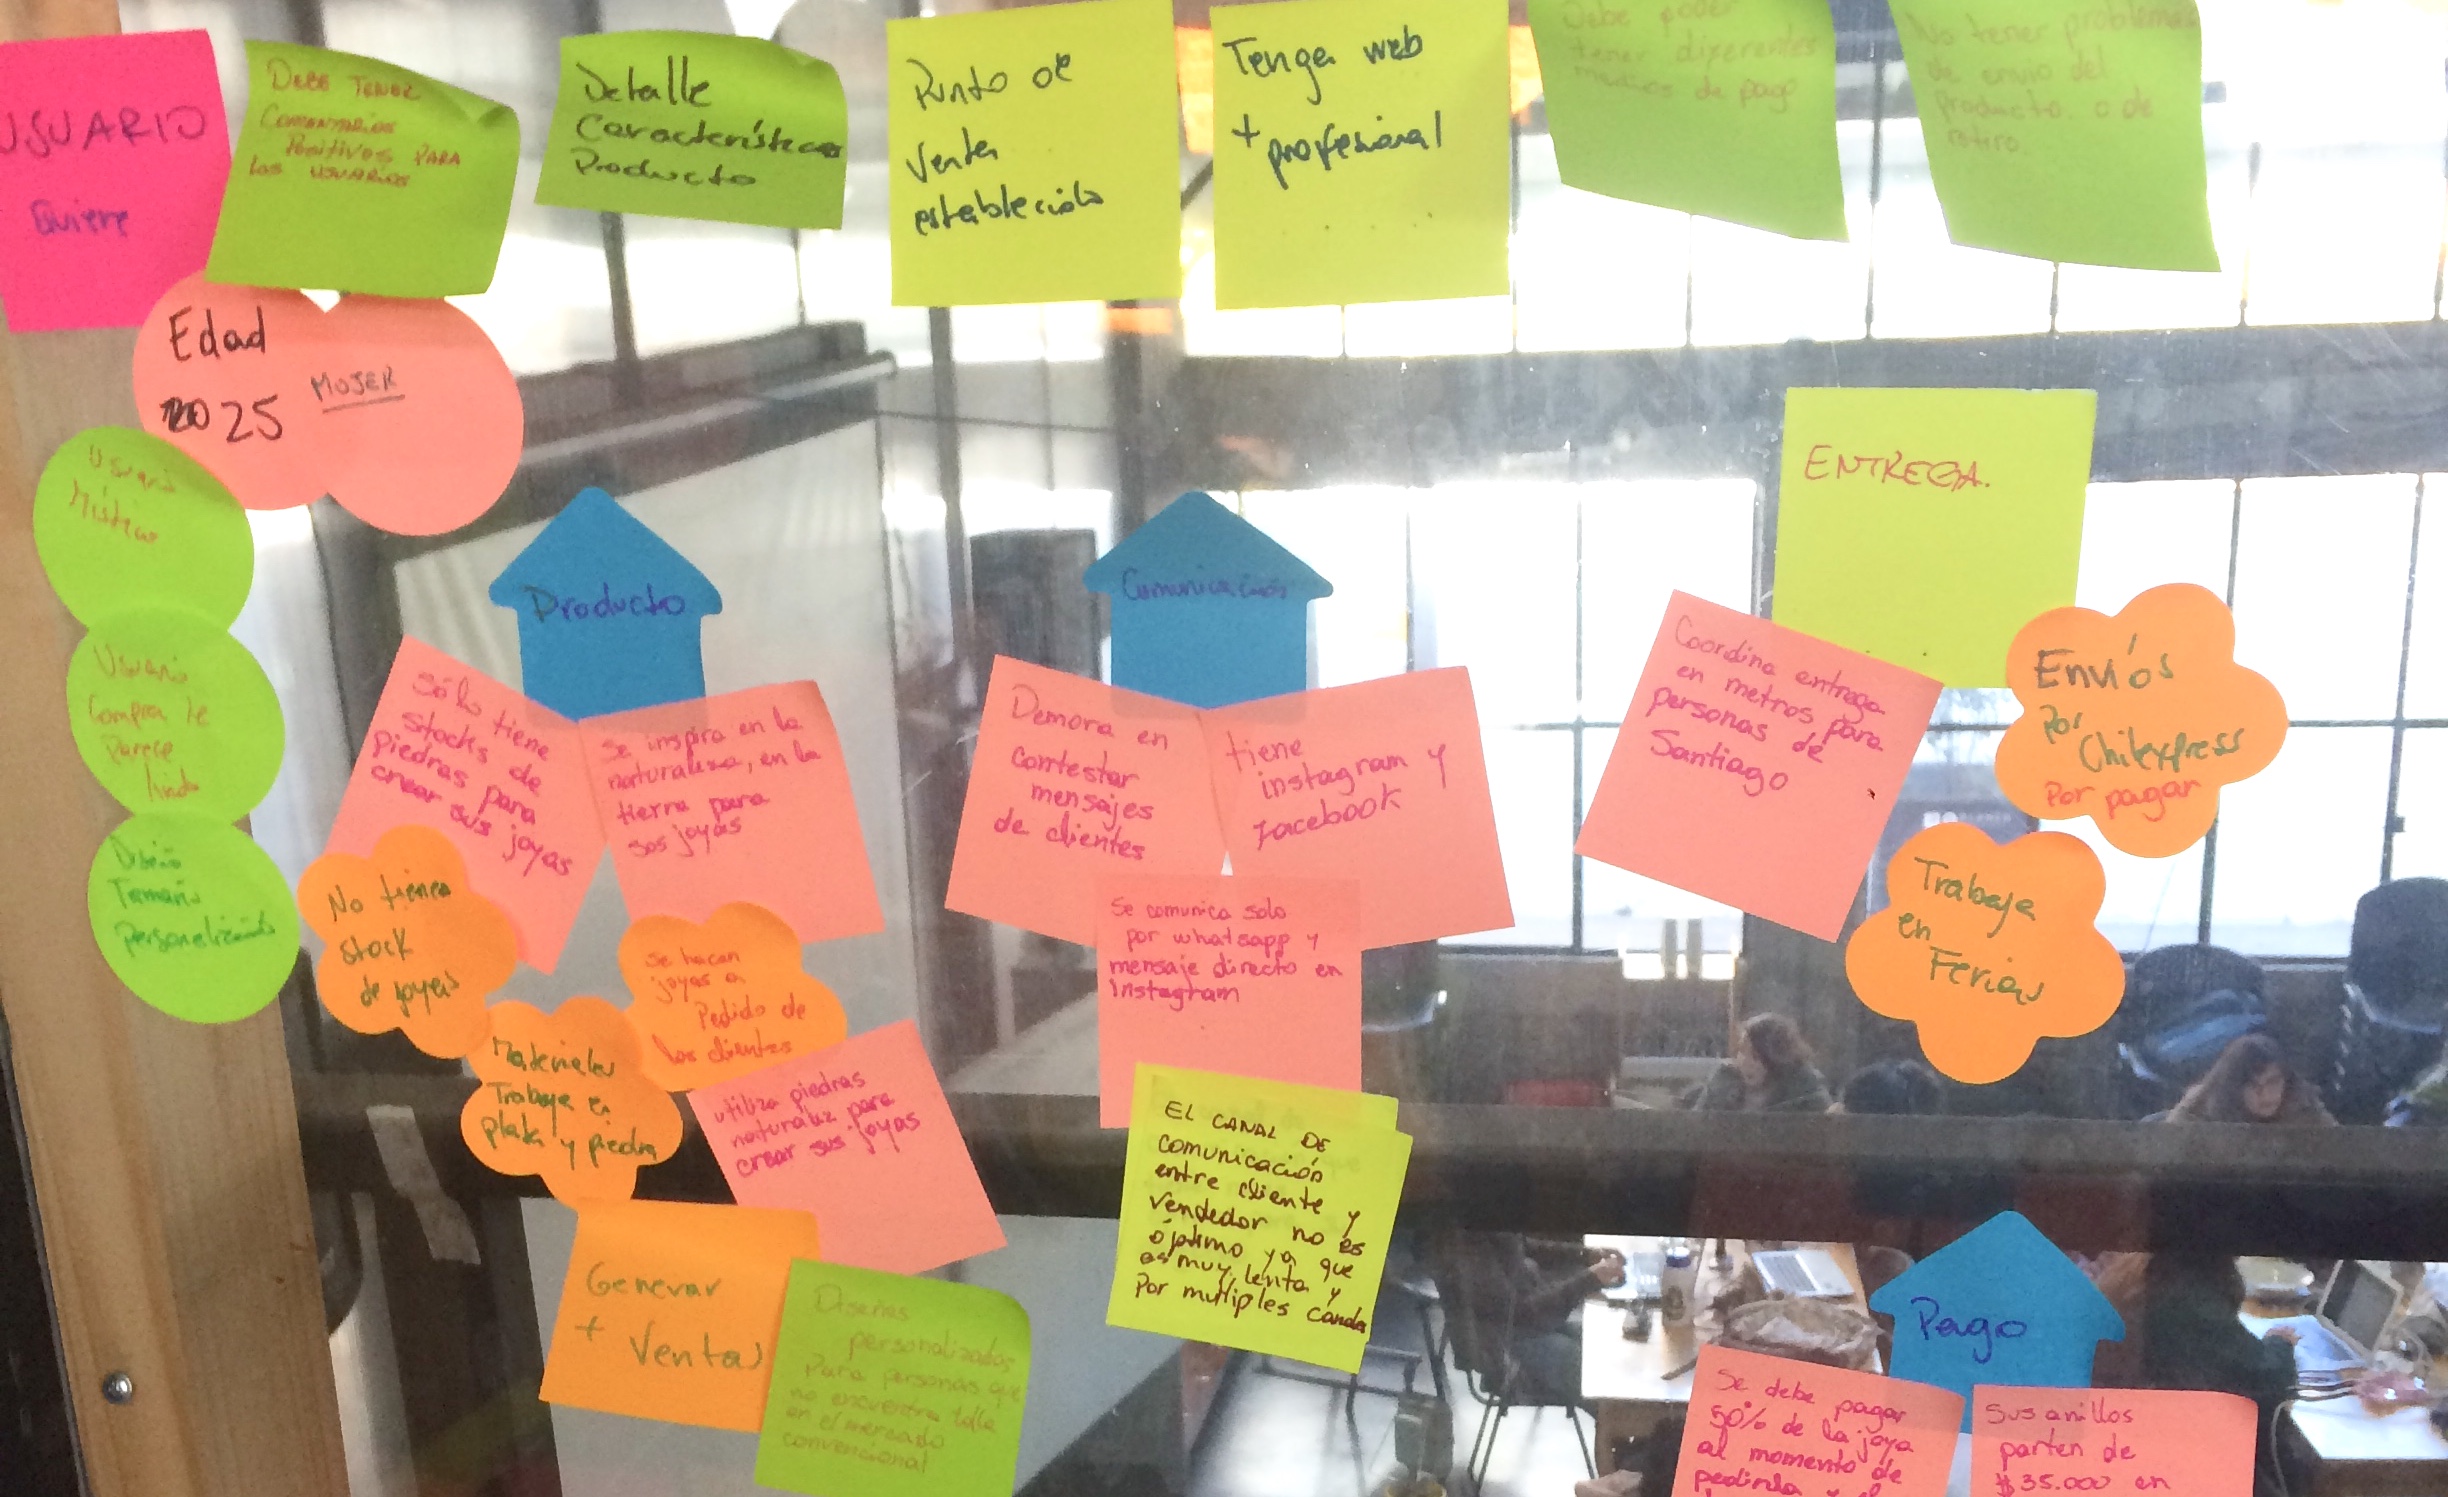 USUARIO
Quiere
DEBE TENER
Comentarios
Positivos PARA
Los USUARIOS
Detalle
Características
Producto
Punto de
Venta
establecido
Tenga web
+ profesional
Debe poder
tener diferentes
medios de pago
No tener problemas
de envio del
producto. o de
retiro
Edad
25
MUJER
Usuario
Místico
Usuario
Compra te
Parece
lindo
Diseño
Tamaño
personalizado
Producto
Sólo tiene
stocks de
piedras para
crear sus joyas
se inspira en la
naturaleza, en la
tierra para
sus joyas
No tiene
stock
de joyas
se hacen
joyas a
Pedido de
los clientes
Materiales
Trabaja en
plata y piedra
utiliza piedras
para
crear sus joyas
Generar
+ Ventas
Diseños
personalizados
Para personas que
no encuentra talla
en el mercado
convencional
Comunicación
Demora en
contestar
mensajes
de clientes
tiene
instagram y
facebook
Se comunica solo
por whatsapp y
mensaje directo en
instagram
EL CANAL DE
comunicación
entre cliente y
vendedor no es
óptimo ya que
es muy lenta y
Por multiples
ENTREGA.
Coordina entrega
en metros para
personas de
Santiago
Envíos
Por
Chilexpress
Por pagar
Trabaja
en
Ferias
Pago
Se debe pagar
50% de la joya
al momento de
Sus anillos
parten de
$35.000 en